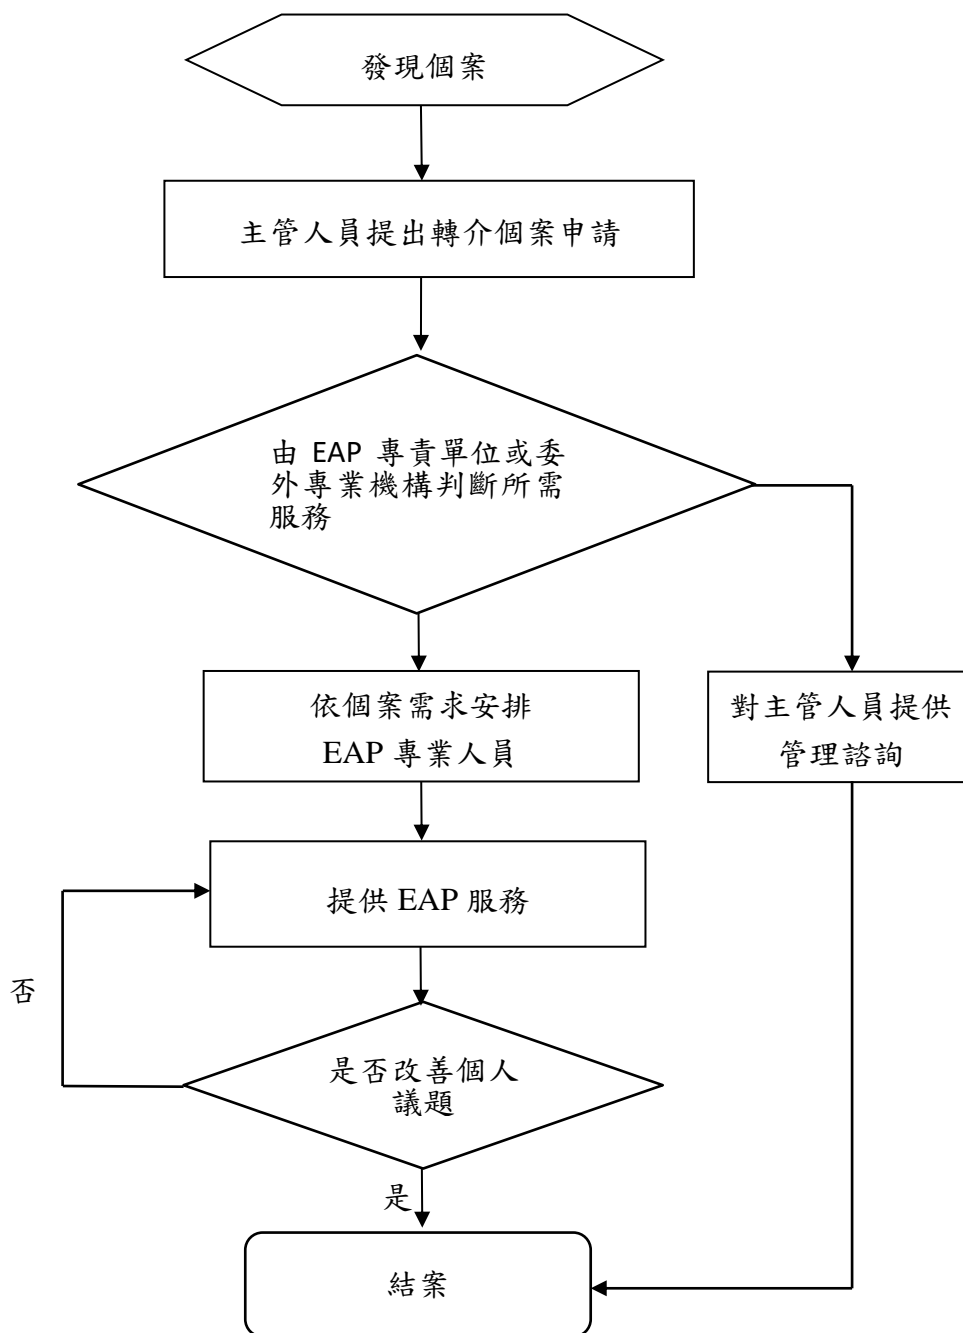 發現個案
主管人員提出轉介個案申請
由 EAP 專責單位或委
外專業機構判斷所需
服務
依個案需求安排
EAP 專業人員
對主管人員提供
管理諮詢
提供 EAP 服務
否
是否改善個人
議題
是
結案